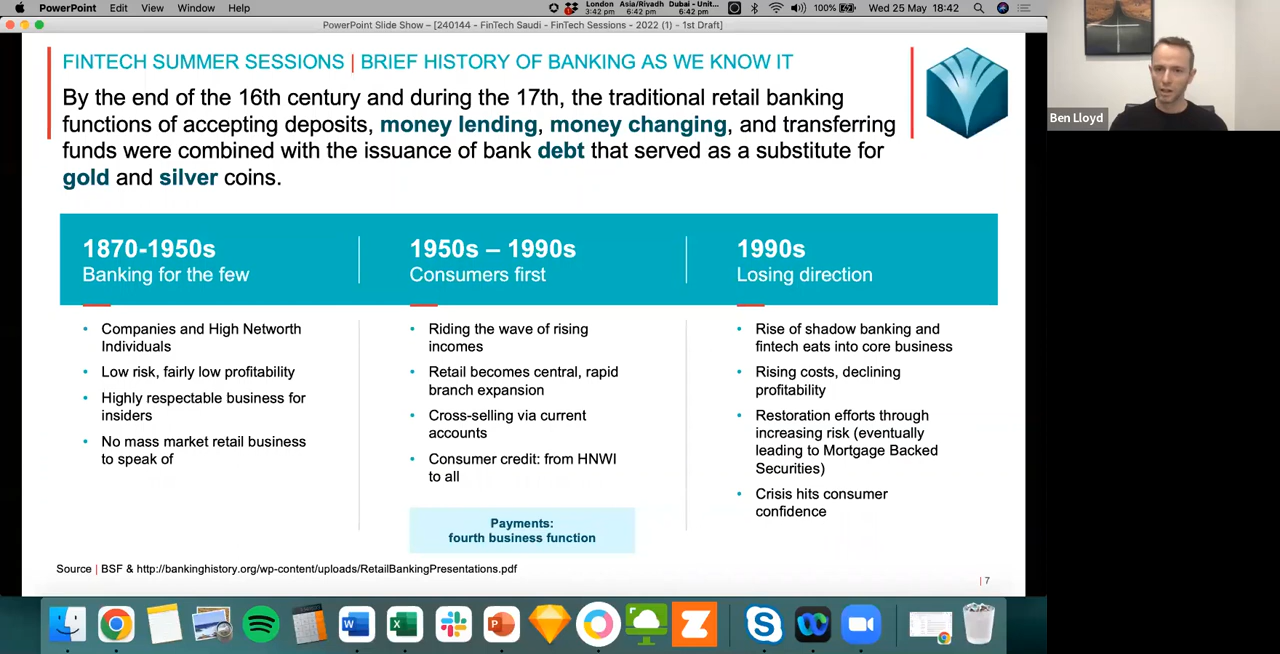 PowerPoint Edit View Window Help
London 3:42 pm Asia/Riyadh 6:42 pm Dubai - Unit... 6:42 pm 100% Wed 25 May 18:42
PowerPoint Slide Show – [240144 - FinTech Saudi - FinTech Sessions - 2022 (1) - 1st Draft]
FINTECH SUMMER SESSIONS | BRIEF HISTORY OF BANKING AS WE KNOW IT
By the end of the 16th century and during the 17th, the traditional retail banking
functions of accepting deposits, money lending, money changing, and transferring
funds were combined with the issuance of bank debt that served as a substitute for
gold and silver coins.
Ben Lloyd
1870-1950s
Banking for the few
• Companies and High Networth
Individuals
• Low risk, fairly low profitability
• Highly respectable business for
insiders
• No mass market retail business
to speak of
1950s – 1990s
Consumers first
• Riding the wave of rising
incomes
• Retail becomes central, rapid
branch expansion
• Cross-selling via current
accounts
• Consumer credit: from HNWI
to all
Payments:
fourth business function
1990s
Losing direction
• Rise of shadow banking and
fintech eats into core business
• Rising costs, declining
profitability
• Restoration efforts through
increasing risk (eventually
leading to Mortgage Backed
Securities)
• Crisis hits consumer
confidence
Source | BSF & http://bankinghistory.org/wp-content/uploads/RetailBankingPresentations.pdf
| 7